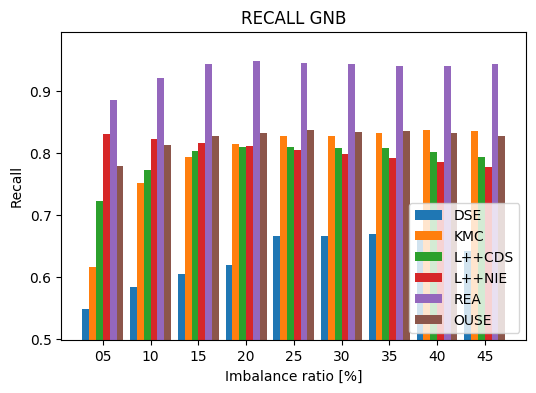 RECALL GNB
0.9
0.8
0.7
0.6
0.5
Recall
DSE
KMC
L++CDS
L++NIE
REA
OUSE
05 10 15 20 25 30 35 40 45
Imbalance ratio [%]